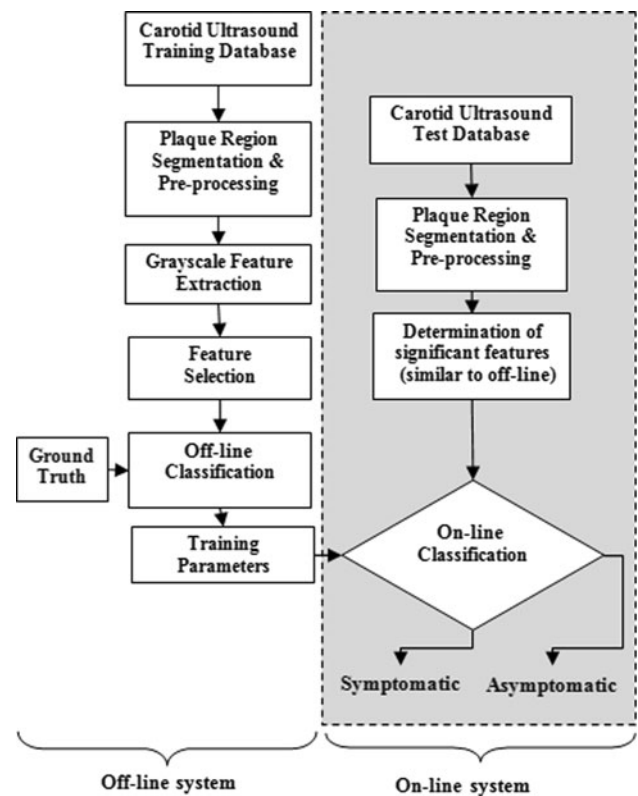 Carotid Ultrasound
Training Database
Plaque Region
Segmentation &
Pre-processing
Grayscale Feature
Extraction
Feature
Selection
Ground
Truth
Off-line
Classification
Training
Parameters
Carotid Ultrasound
Test Database
Plaque Region
Segmentation &
Pre-processing
Determination of
significant features
(similar to off-line)
On-line
Classification
Symptomatic
Asymptomatic
Off-line system
On-line system